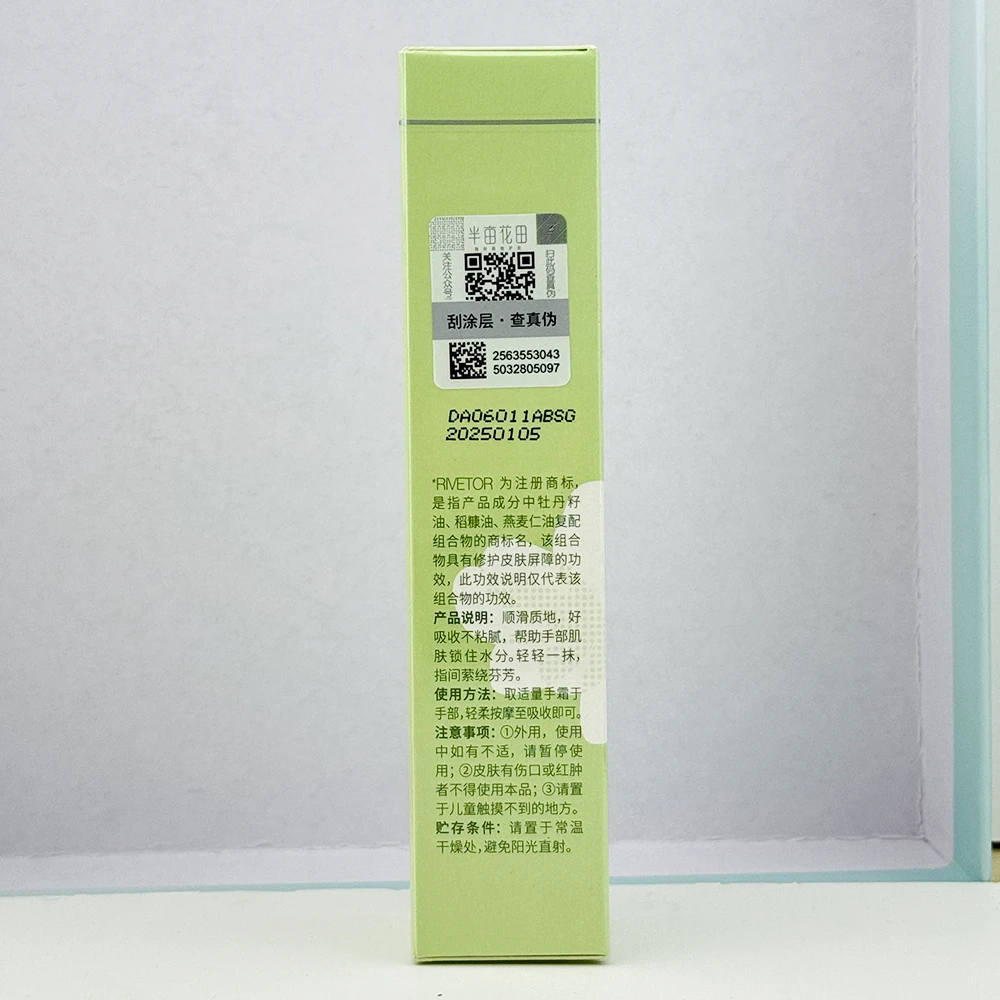 半亩花田
关注公众号
扫此码查真伪
刮涂层·查真伪
2563553043
5032805097
DA06011ABSG
20250105
*RIVETOR 为注册商标，
是指产品成分中牡丹籽
油、稻糠油、燕麦仁油复配
组合物的商标名，该组合
物具有修护皮肤屏障的功
效，此功效说明仅代表该
组合物的功效。
产品说明：顺滑质地，好
吸收不粘腻，帮助手部肌
肤锁住水分。轻轻一抹，
指间萦绕芬芳。
使用方法：取适量手霜于
手部，轻柔按摩至吸收即可。
注意事项：①外用，使用
中如有不适，请暂停使
用；②皮肤有伤口或红肿
者不得使用本品；③请置
于儿童触摸不到的地方。
贮存条件：请置于常温
干燥处，避免阳光直射。